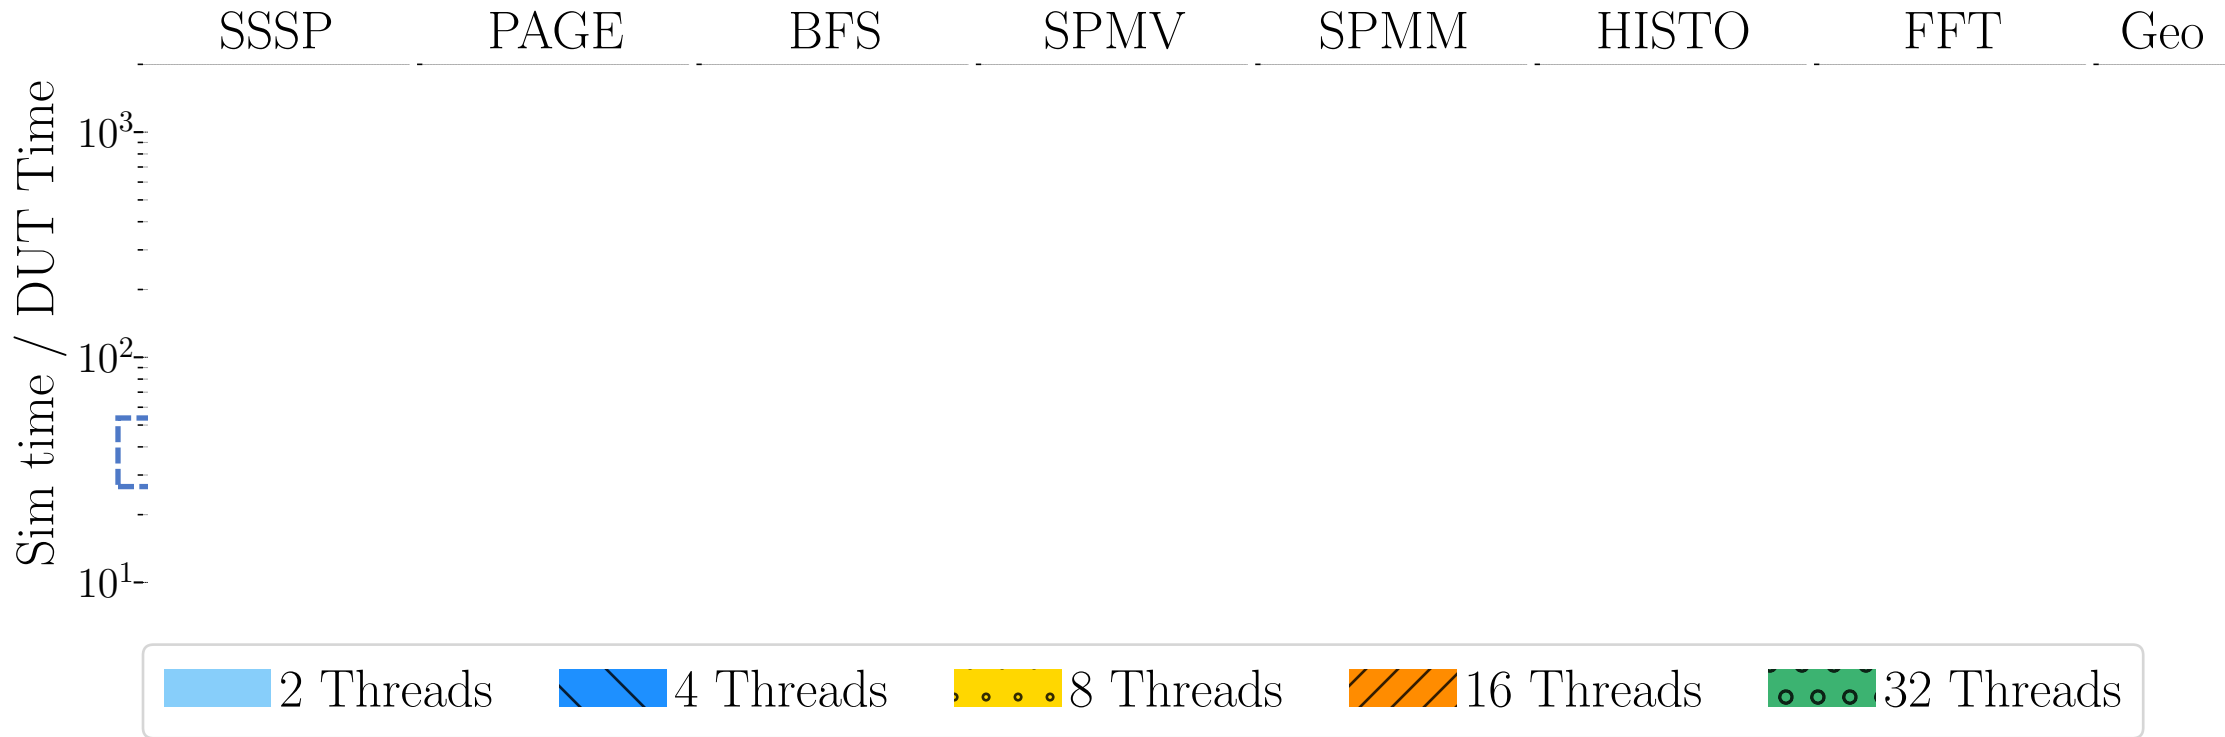 SSSP PAGE BFS SPMV SPMM HISTO FFT Geo
Sim time / DUT Time
10³
10²
10¹
2 Threads 4 Threads 8 Threads 16 Threads 32 Threads